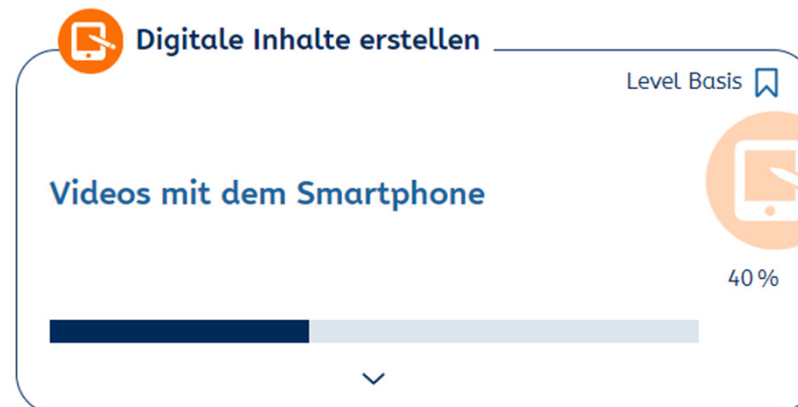 Digitale Inhalte erstellen
Level Basis
Videos mit dem Smartphone
40 %